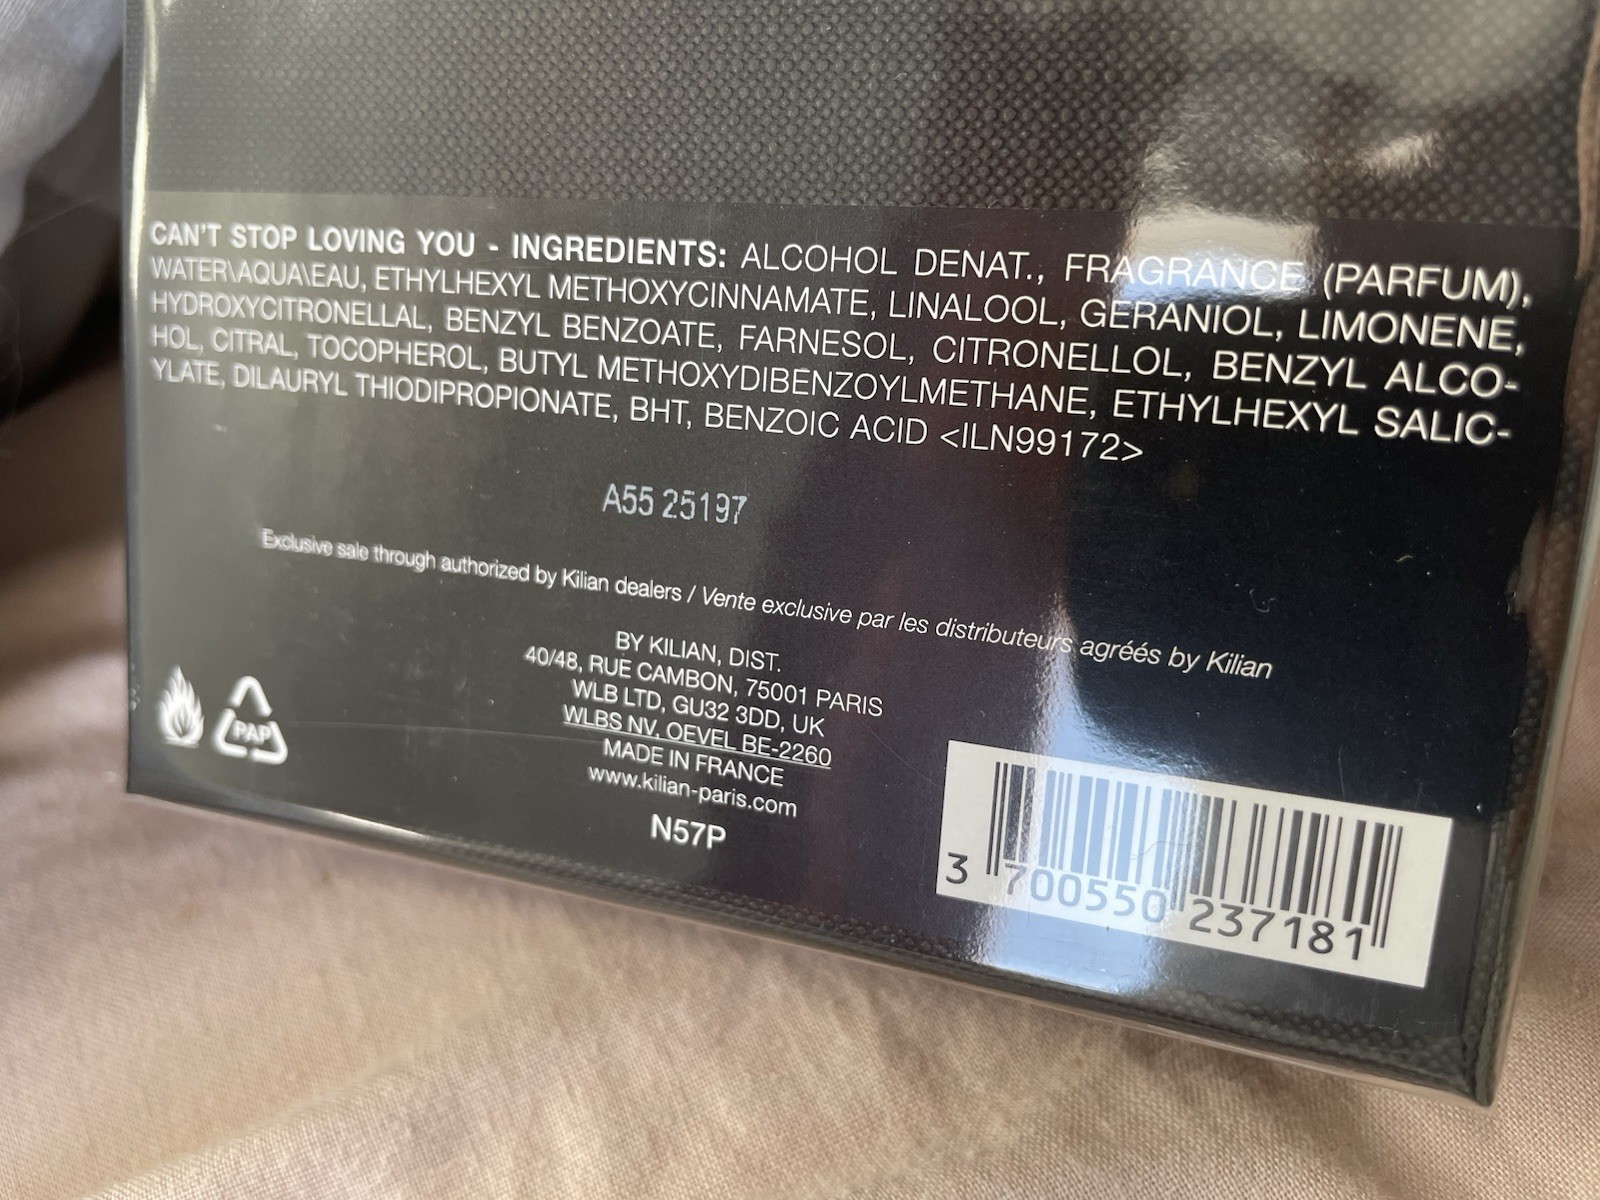 CAN'T STOP LOVING YOU - INGREDIENTS: ALCOHOL DENAT., FRAGRANCE (PARFUM),
WATER\AQUA\EAU, ETHYLHEXYL METHOXYCINNAMATE, LINALOOL, GERANIOL, LIMONENE,
HYDROXYCITRONELLAL, BENZYL BENZOATE, FARNESOL, CITRONELLOL, BENZYL ALCO-
HOL, CITRAL, TOCOPHEROL, BUTYL METHOXYDIBENZOYLMETHANE, ETHYLHEXYL SALIC-
YLATE, DILAURYL THIODIPROPIONATE, BHT, BENZOIC ACID <ILN99172>
A55 25197
Exclusive sale through authorized by Kilian dealers / Vente exclusive par les distributeurs agréés by Kilian
BY KILIAN, DIST.
40/48, RUE CAMBON, 75001 PARIS
WLB LTD, GU32 3DD, UK
WLBS NV, OEVEL BE-2260
MADE IN FRANCE
www.kilian-paris.com
N57P
PAP
3 700550 237181